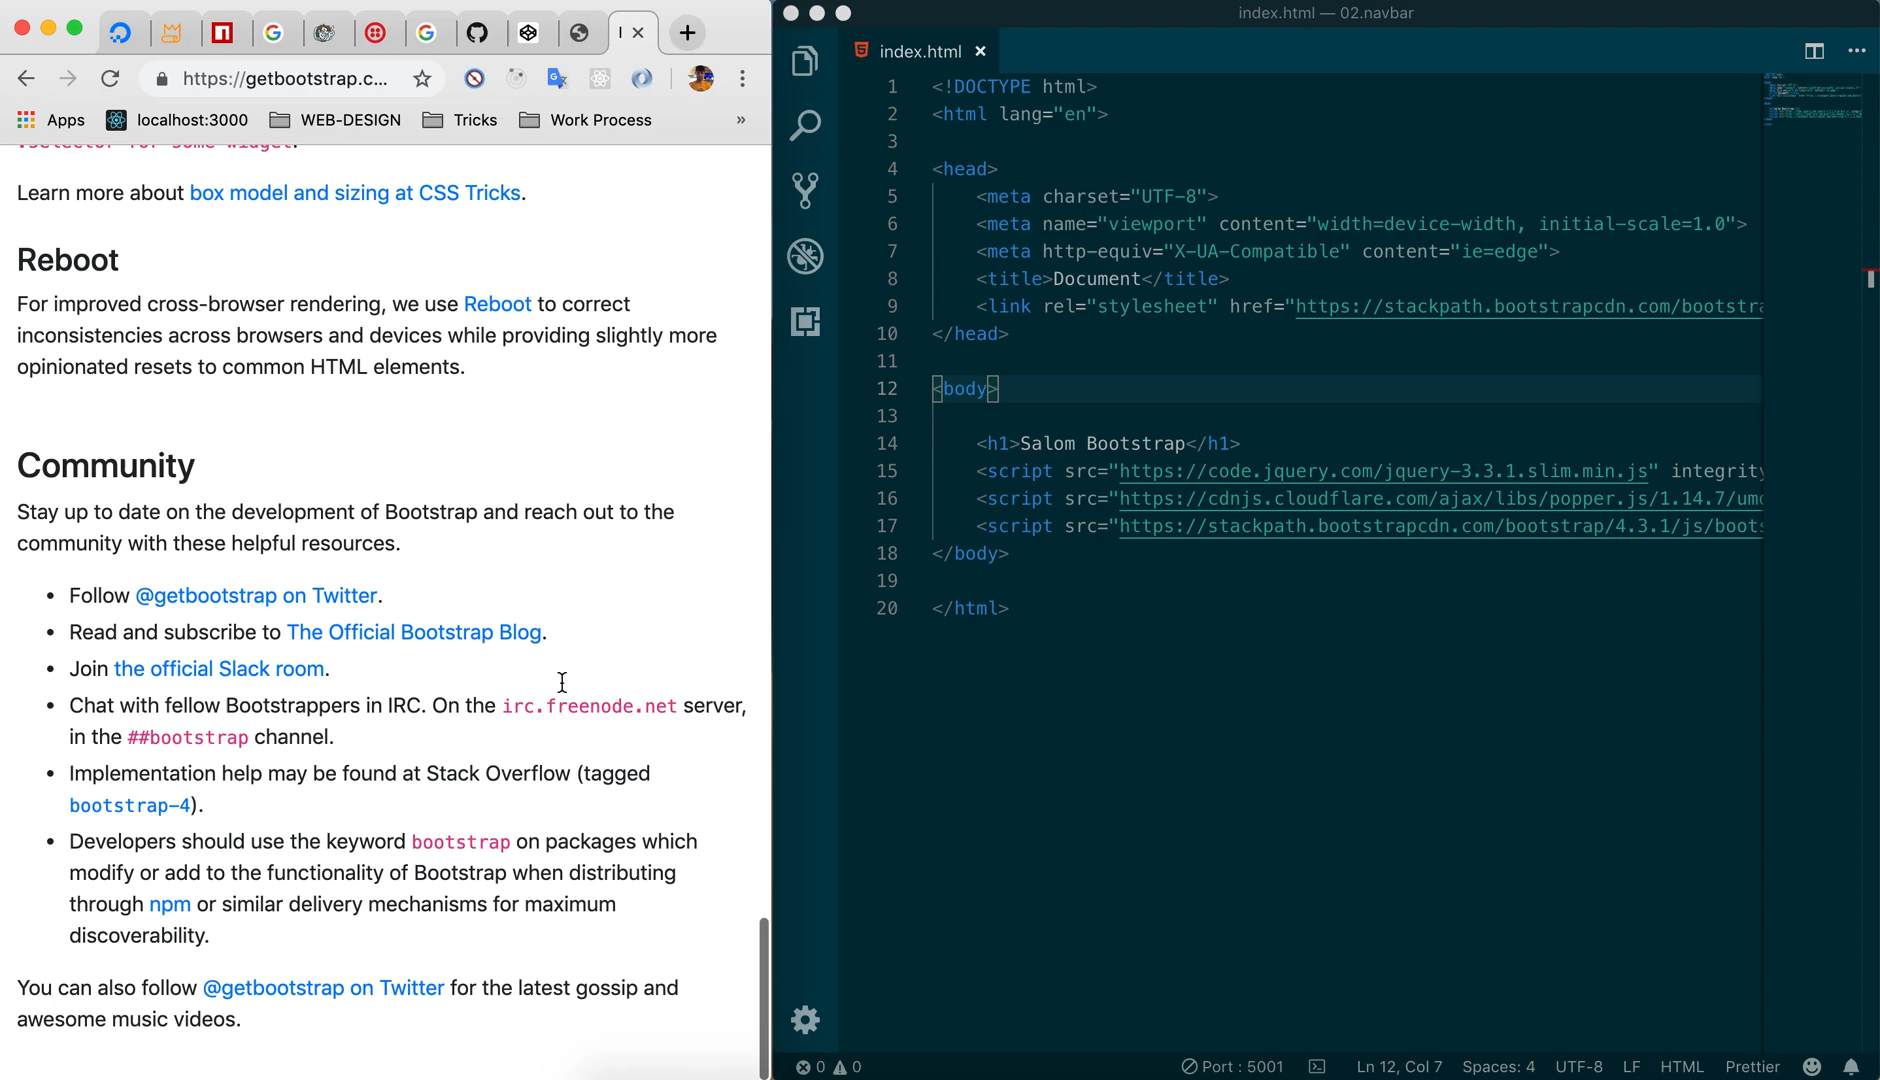 https://getbootstrap.c...
Apps
localhost:3000
WEB-DESIGN
Tricks
Work Process
»
.selector-for-some-widget.
Learn more about box model and sizing at CSS Tricks.
Reboot
For improved cross-browser rendering, we use Reboot to correct
inconsistencies across browsers and devices while providing slightly more
opinionated resets to common HTML elements.
Community
Stay up to date on the development of Bootstrap and reach out to the
community with these helpful resources.
• Follow @getbootstrap on Twitter.
• Read and subscribe to The Official Bootstrap Blog.
• Join the official Slack room.
• Chat with fellow Bootstrappers in IRC. On the irc.freenode.net server,
in the ##bootstrap channel.
• Implementation help may be found at Stack Overflow (tagged
bootstrap-4).
• Developers should use the keyword bootstrap on packages which
modify or add to the functionality of Bootstrap when distributing
through npm or similar delivery mechanisms for maximum
discoverability.
You can also follow @getbootstrap on Twitter for the latest gossip and
awesome music videos.
index.html — 02.navbar
index.html
1 <!DOCTYPE html>
2 <html lang="en">
3
4 <head>
5 <meta charset="UTF-8">
6 <meta name="viewport" content="width=device-width, initial-scale=1.0">
7 <meta http-equiv="X-UA-Compatible" content="ie=edge">
8 <title>Document</title>
9 <link rel="stylesheet" href="https://stackpath.bootstrapcdn.com/bootstra
10 </head>
11
12 <body>
13
14 <h1>Salom Bootstrap</h1>
15 <script src="https://code.jquery.com/jquery-3.3.1.slim.min.js" integrity
16 <script src="https://cdnjs.cloudflare.com/ajax/libs/popper.js/1.14.7/umd
17 <script src="https://stackpath.bootstrapcdn.com/bootstrap/4.3.1/js/boots
18 </body>
19
20 </html>
0 0 Port : 5001 Ln 12, Col 7 Spaces: 4 UTF-8 LF HTML Prettier